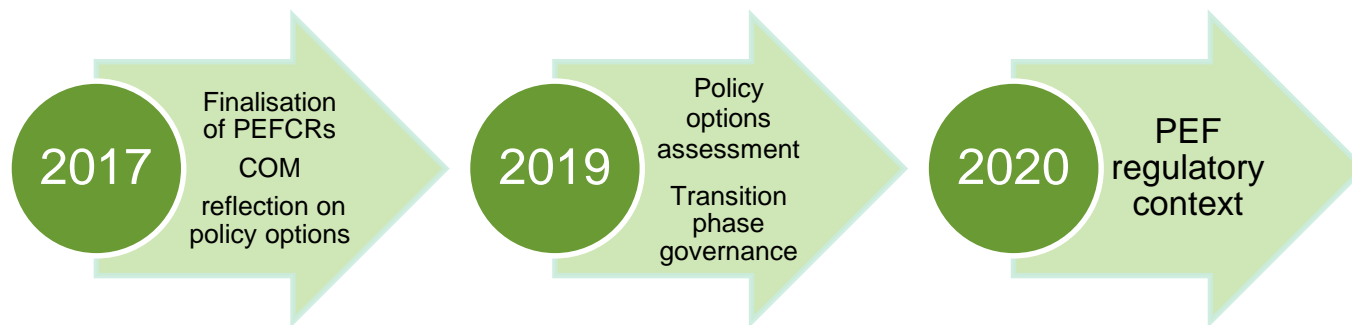 2017
Finalisation
of PEFCRs
COM
reflection on
policy options
2019
Policy
options
assessment
Transition
phase
governance
2020
PEF
regulatory
context